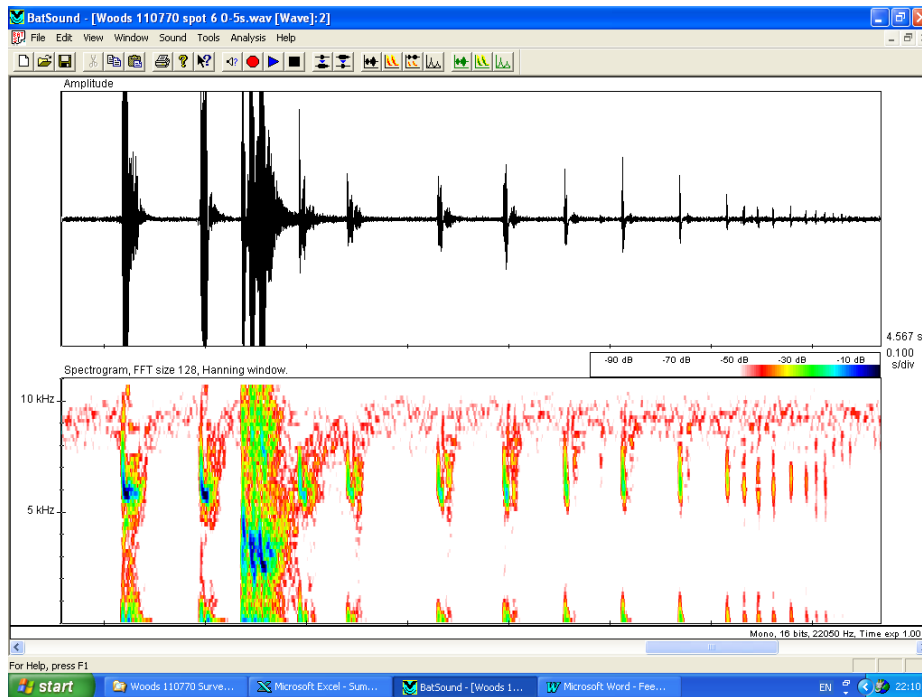 BatSound - [Woods 110770 spot 6 0-5s.wav [Wave]:2]
File Edit View Window Sound Tools Analysis Help
Amplitude
4.567 s
0.100
s/div
-90 dB -70 dB -50 dB -30 dB -10 dB
Spectrogram, FFT size 128, Hanning window.
10 kHz
5 kHz
Mono, 16 bits, 22050 Hz, Time exp 1.00
For Help, press F1
start Woods 110770 Surve... Microsoft Excel - Sum... BatSound - [Woods 1... Microsoft Word - Fee... EN 22:10